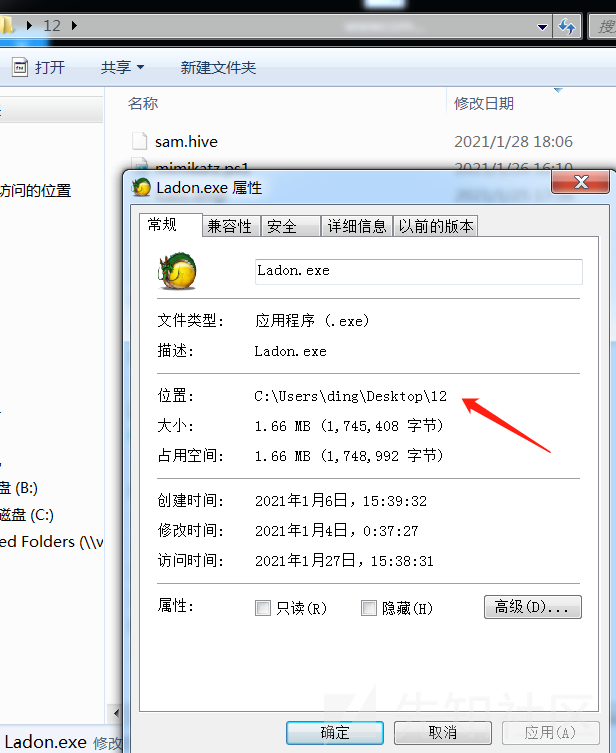 12
搜
打开 共享 新建文件夹
名称 修改日期
sam.hive 2021/1/28 18:06
mimikatz.ps1 2021/1/26 16:10
访问的位置
Ladon.exe 属性
常规 兼容性 安全 详细信息 以前的版本
Ladon.exe
文件类型: 应用程序 (.exe)
描述: Ladon.exe
位置: C:\Users\ding\Desktop\12
大小: 1.66 MB (1,745,408 字节)
占用空间: 1.66 MB (1,748,992 字节)
盘 (B:)
创建时间: 2021年1月6日, 15:39:32
磁盘 (C:)
修改时间: 2021年1月4日, 0:37:27
ed Folders (\\v
访问时间: 2021年1月27日, 15:38:31
属性: 只读(R) 隐藏(H) 高级(D)...
先知社区
确定 取消 应用(A)
Ladon.exe 修改